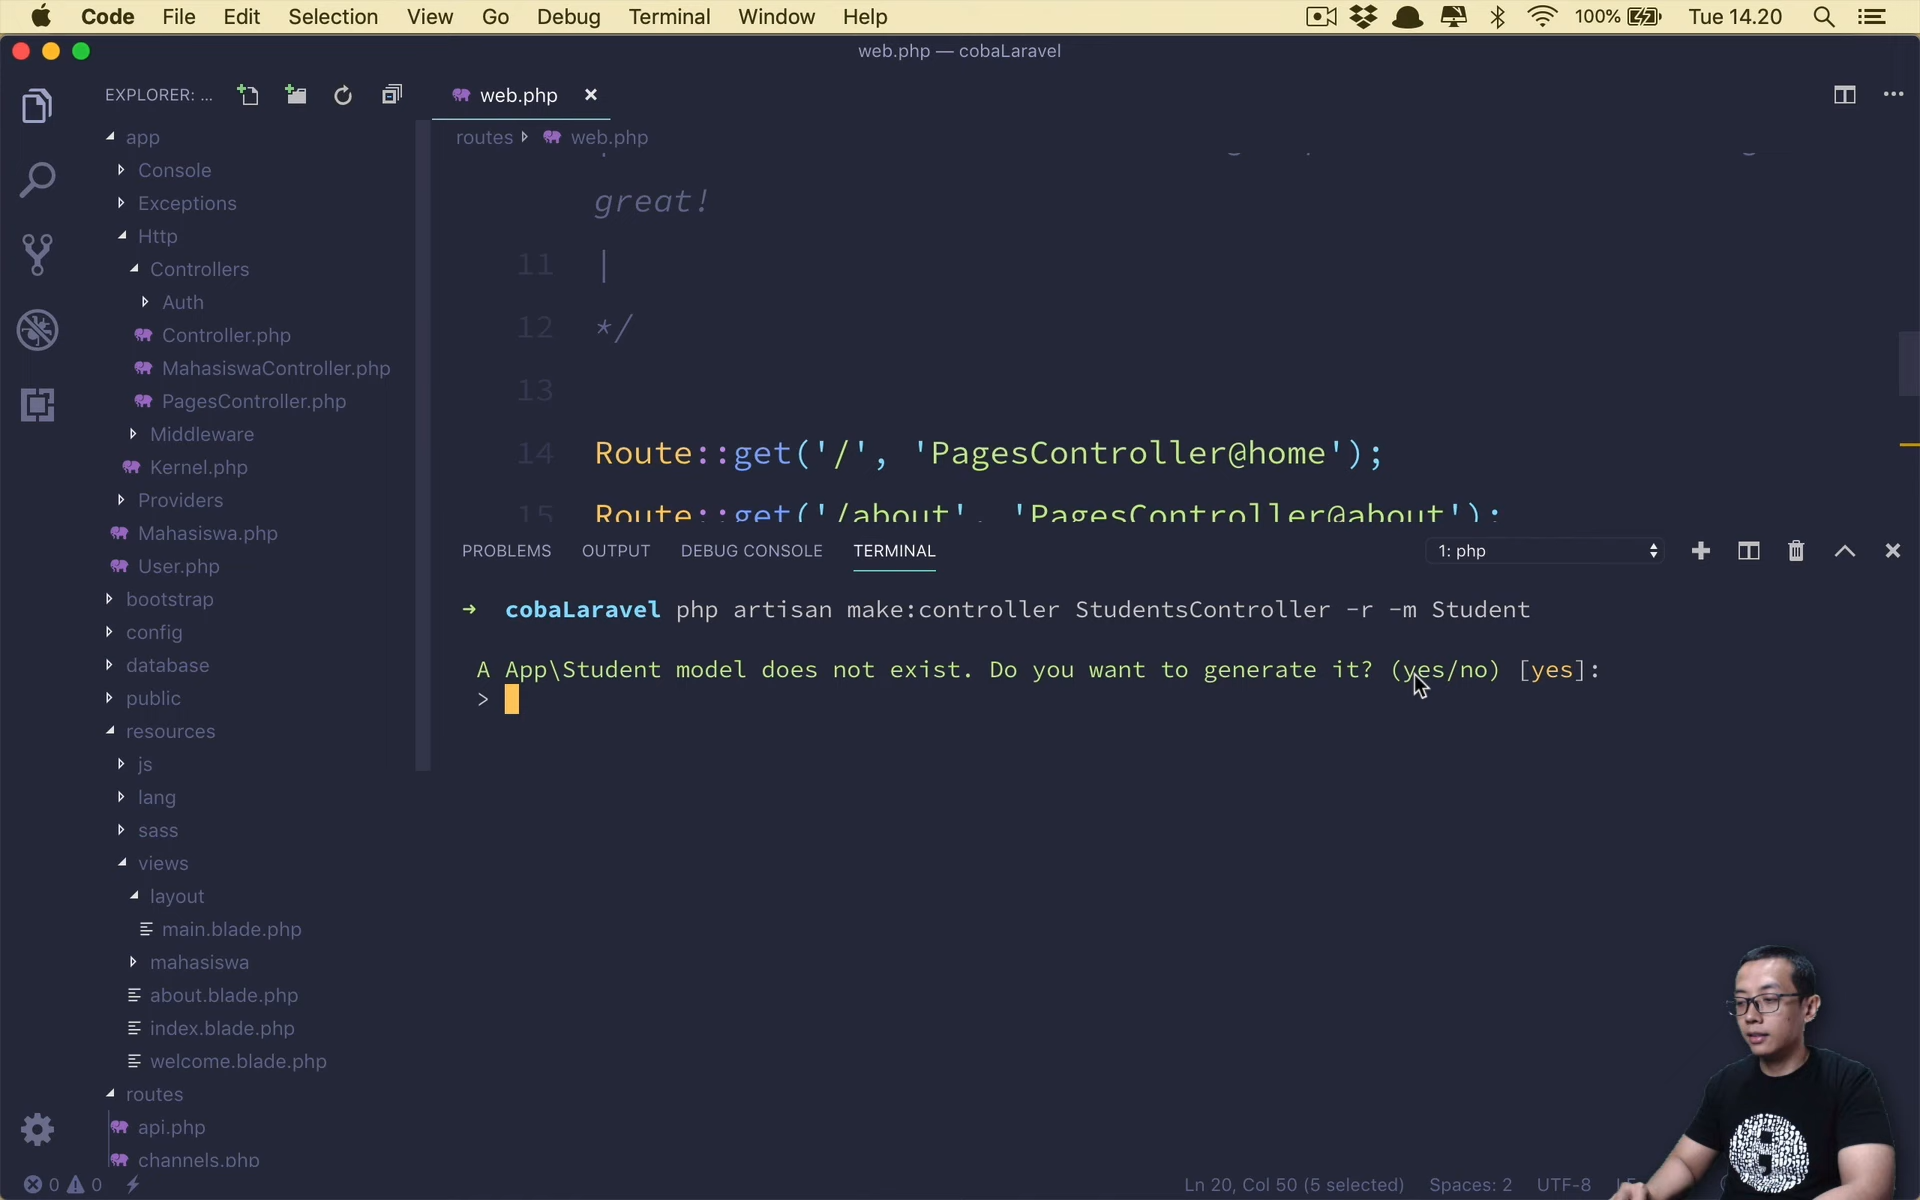 Code File Edit Selection View Go Debug Terminal Window Help 100% Tue 14.20
web.php — cobaLaravel
EXPLORER: ...
web.php
routes web.php
app
Console
Exceptions
Http
Controllers
Auth
Controller.php
MahasiswaController.php
PagesController.php
Middleware
Kernel.php
Providers
Mahasiswa.php
User.php
bootstrap
config
database
public
resources
js
lang
sass
views
layout
main.blade.php
mahasiswa
about.blade.php
index.blade.php
welcome.blade.php
routes
api.php
channels.php
great!
11 |
12 */
13
14 Route::get('/', 'PagesController@home');
15 Route::get('/about', 'PagesController@about');
PROBLEMS OUTPUT DEBUG CONSOLE TERMINAL 1: php
→ cobaLaravel php artisan make:controller StudentsController -r -m Student
A App\Student model does not exist. Do you want to generate it? (yes/no) [yes]:
>
0 0 Ln 20, Col 50 (5 selected) Spaces: 2 UTF-8